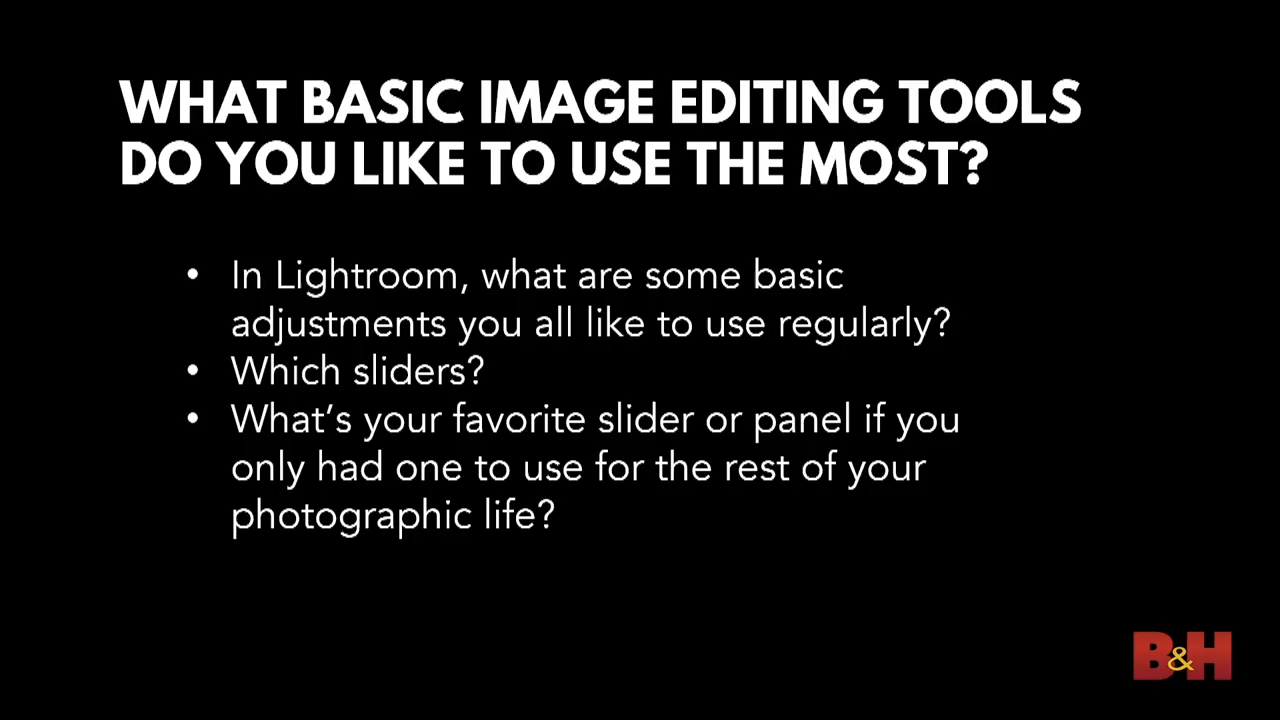 WHAT BASIC IMAGE EDITING TOOLS
DO YOU LIKE TO USE THE MOST?
• In Lightroom, what are some basic
adjustments you all like to use regularly?
• Which sliders?
• What’s your favorite slider or panel if you
only had one to use for the rest of your
photographic life?
B&H